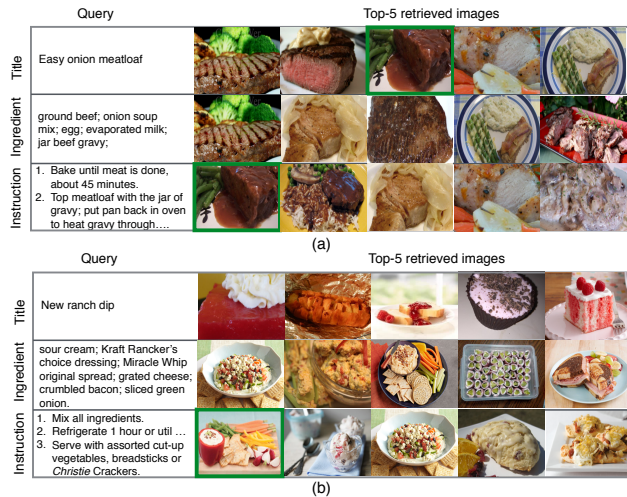 Query
Top-5 retrieved images
Title
Easy onion meatloaf
Ingredient
ground beef; onion soup
mix; egg; evaporated milk;
jar beef gravy;
Instruction
1. Bake until meat is done,
about 45 minutes.
2. Top meatloaf with the jar of
gravy; put pan back in oven
to heat gravy through….
(a)
Query
Top-5 retrieved images
Title
New ranch dip
Ingredient
sour cream; Kraft Rancker's
choice dressing; Miracle Whip
original spread; grated cheese;
crumbled bacon; sliced green
onion.
Instruction
1. Mix all ingredients.
2. Refrigerate 1 hour or util …
3. Serve with assorted cut-up
vegetables, breadsticks or
Christie Crackers.
(b)